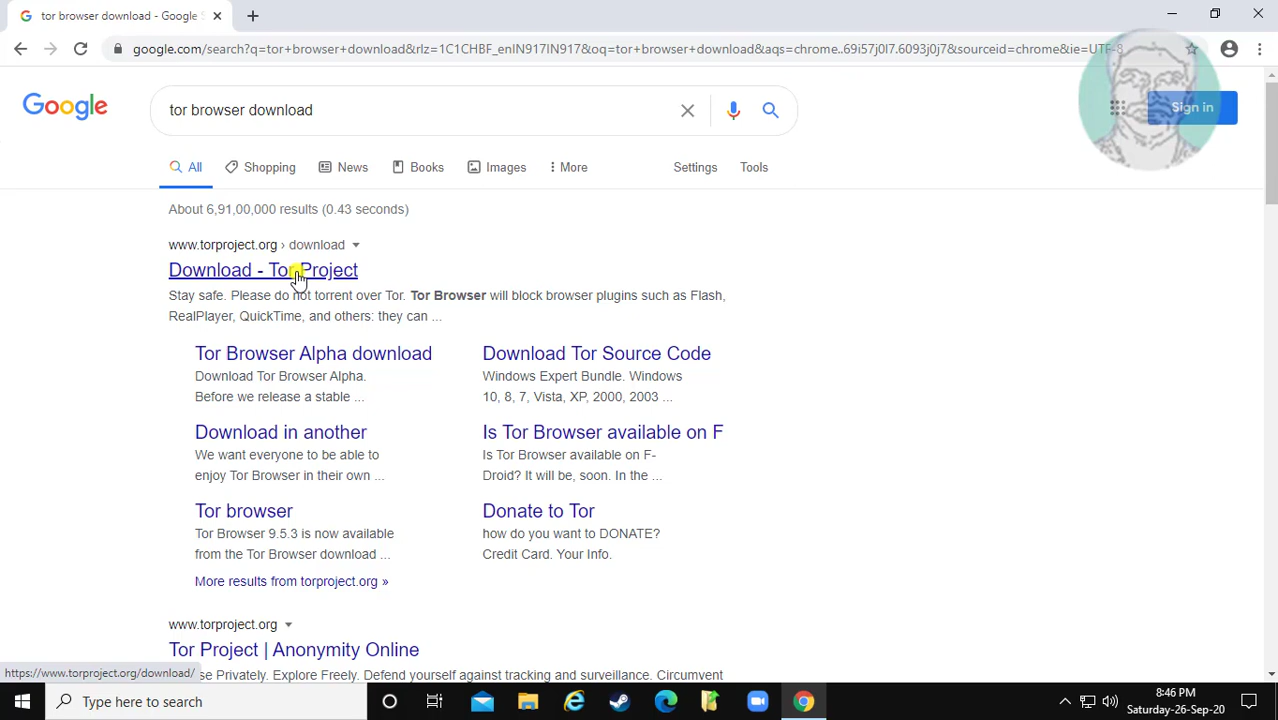 tor browser download - Google S
google.com/search?q=tor+browser+download&rlz=1C1CHBF_enIN917IN917&oq=tor+browser+download&aqs=chrome..69i57j0l7.6093j0j7&sourceid=chrome&ie=UTF-8
Google
tor browser download
Sign in
All Shopping News Books Images More Settings Tools
About 6,91,00,000 results (0.43 seconds)
www.torproject.org › download
Download - Tor Project
Stay safe. Please do not torrent over Tor. Tor Browser will block browser plugins such as Flash,
RealPlayer, QuickTime, and others: they can ...
Tor Browser Alpha download
Download Tor Browser Alpha.
Before we release a stable ...
Download Tor Source Code
Windows Expert Bundle. Windows
10, 8, 7, Vista, XP, 2000, 2003 ...
Download in another
We want everyone to be able to
enjoy Tor Browser in their own ...
Is Tor Browser available on F
Is Tor Browser available on F-
Droid? It will be, soon. In the ...
Tor browser
Tor Browser 9.5.3 is now available
from the Tor Browser download ...
Donate to Tor
how do you want to DONATE?
Credit Card. Your Info.
More results from torproject.org »
www.torproject.org
Tor Project | Anonymity Online
se Privately. Explore Freely. Defend yourself against tracking and surveillance. Circumvent
https://www.torproject.org/download/
Type here to search
8:46 PM
Saturday-26-Sep-20